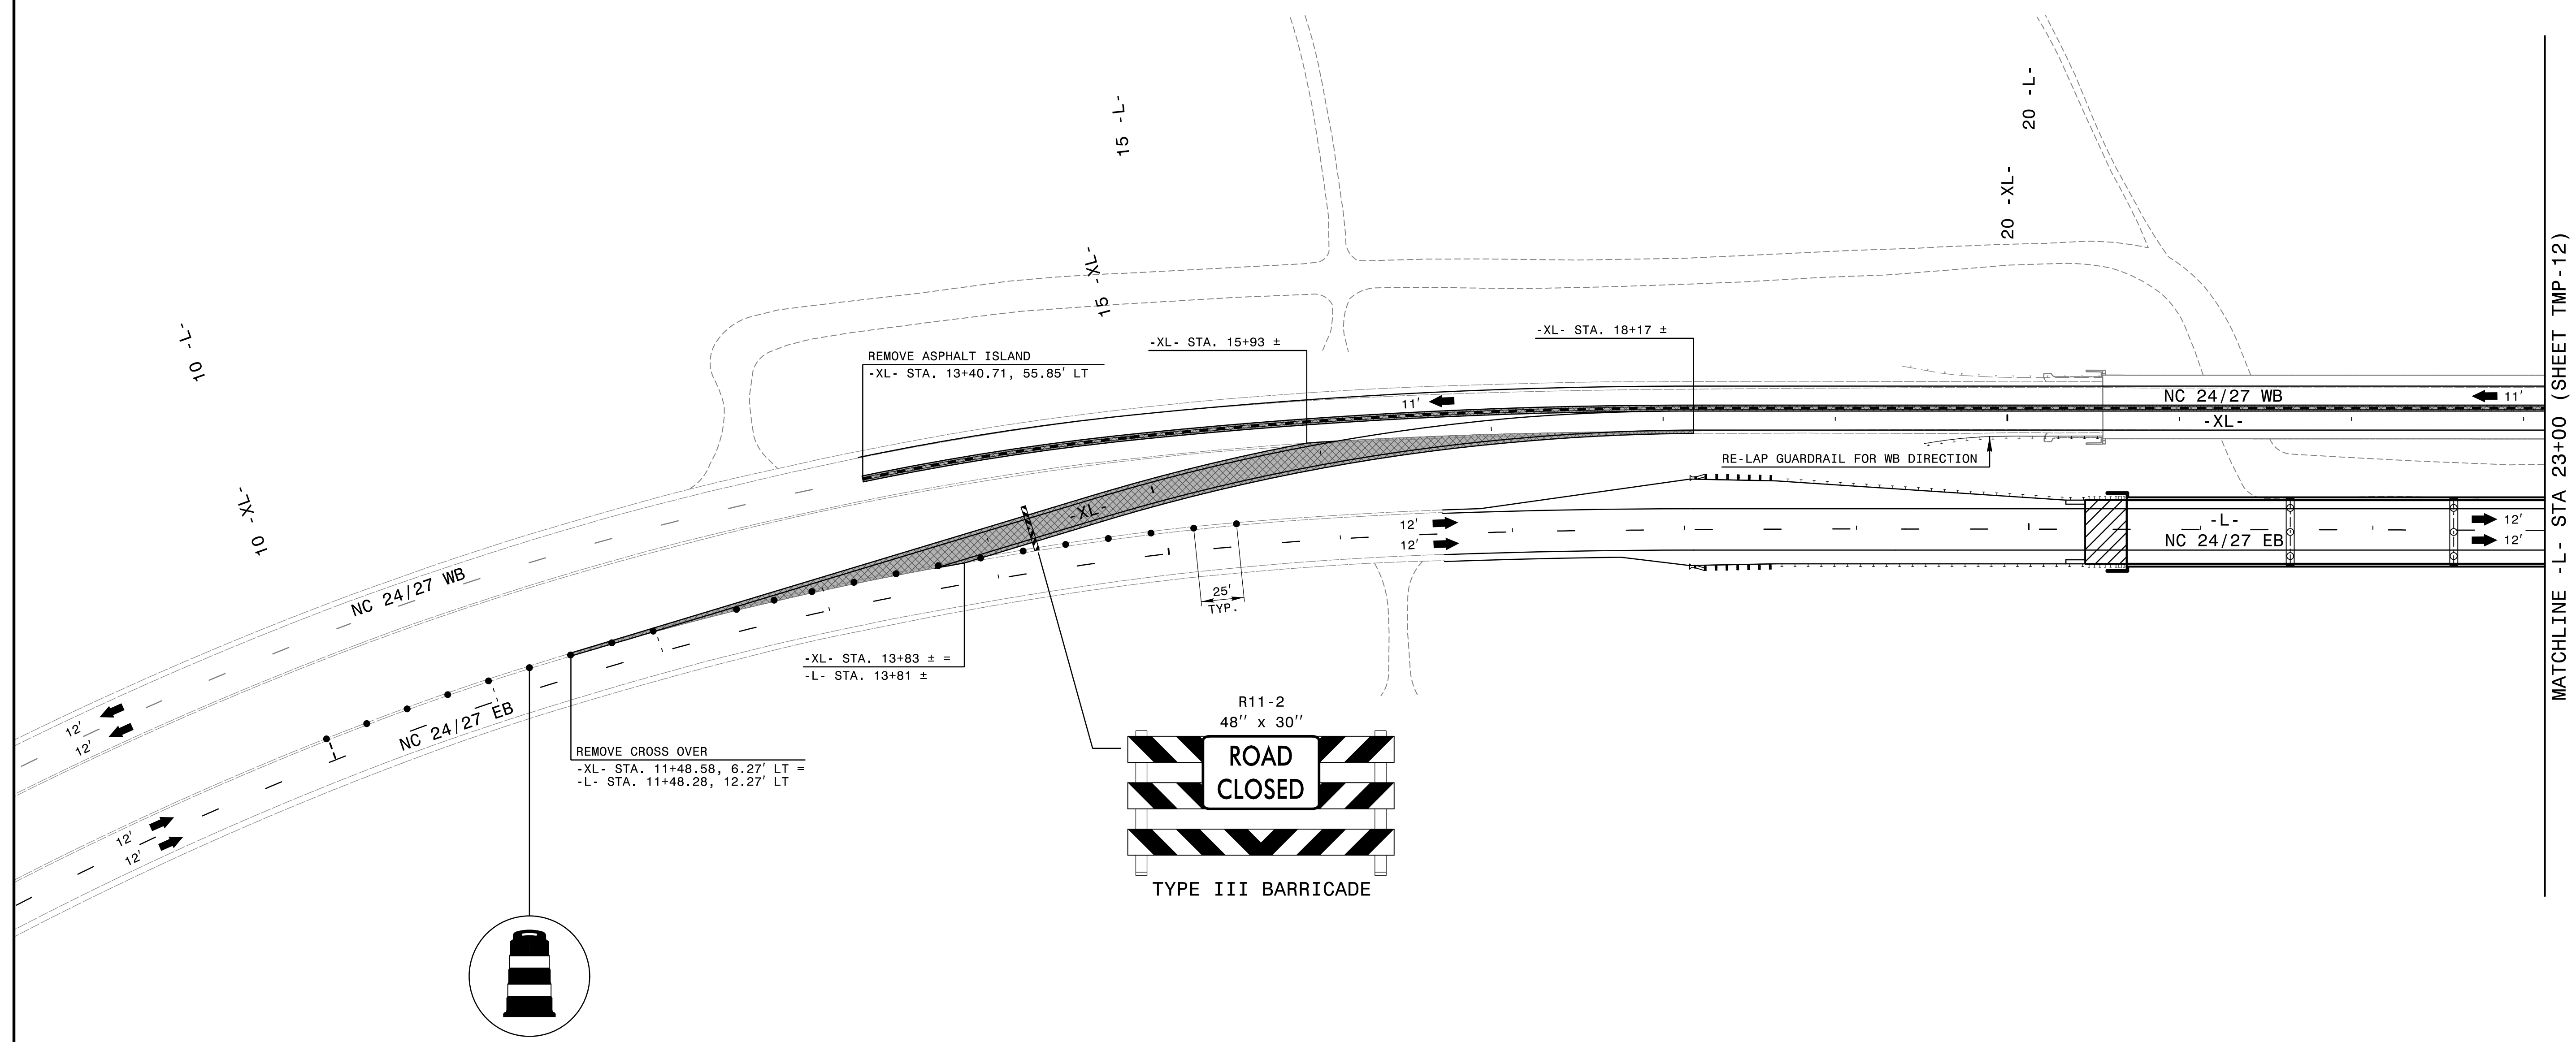 10 -L-
10 -XL-
15 -L-
15 -XL-
20 -L-
20 -XL-
REMOVE ASPHALT ISLAND
-XL- STA. 13+40.71, 55.85' LT
-XL- STA. 15+93 ±
-XL- STA. 18+17 ±
11'
NC 24/27 WB
11'
-XL-
RE-LAP GUARDRAIL FOR WB DIRECTION
-XL-
12'
12'
-L-
NC 24/27 EB
12'
12'
25'
TYP.
NC 24/27 WB
NC 24/27 EB
12'
12'
12'
12'
-XL- STA. 13+83 ± =
-L- STA. 13+81 ±
REMOVE CROSS OVER
-XL- STA. 11+48.58, 6.27' LT =
-L- STA. 11+48.28, 12.27' LT
R11-2
48'' x 30''
ROAD
CLOSED
TYPE III BARRICADE
MATCHLINE -L- STA 23+00 (SHEET TMP-12)